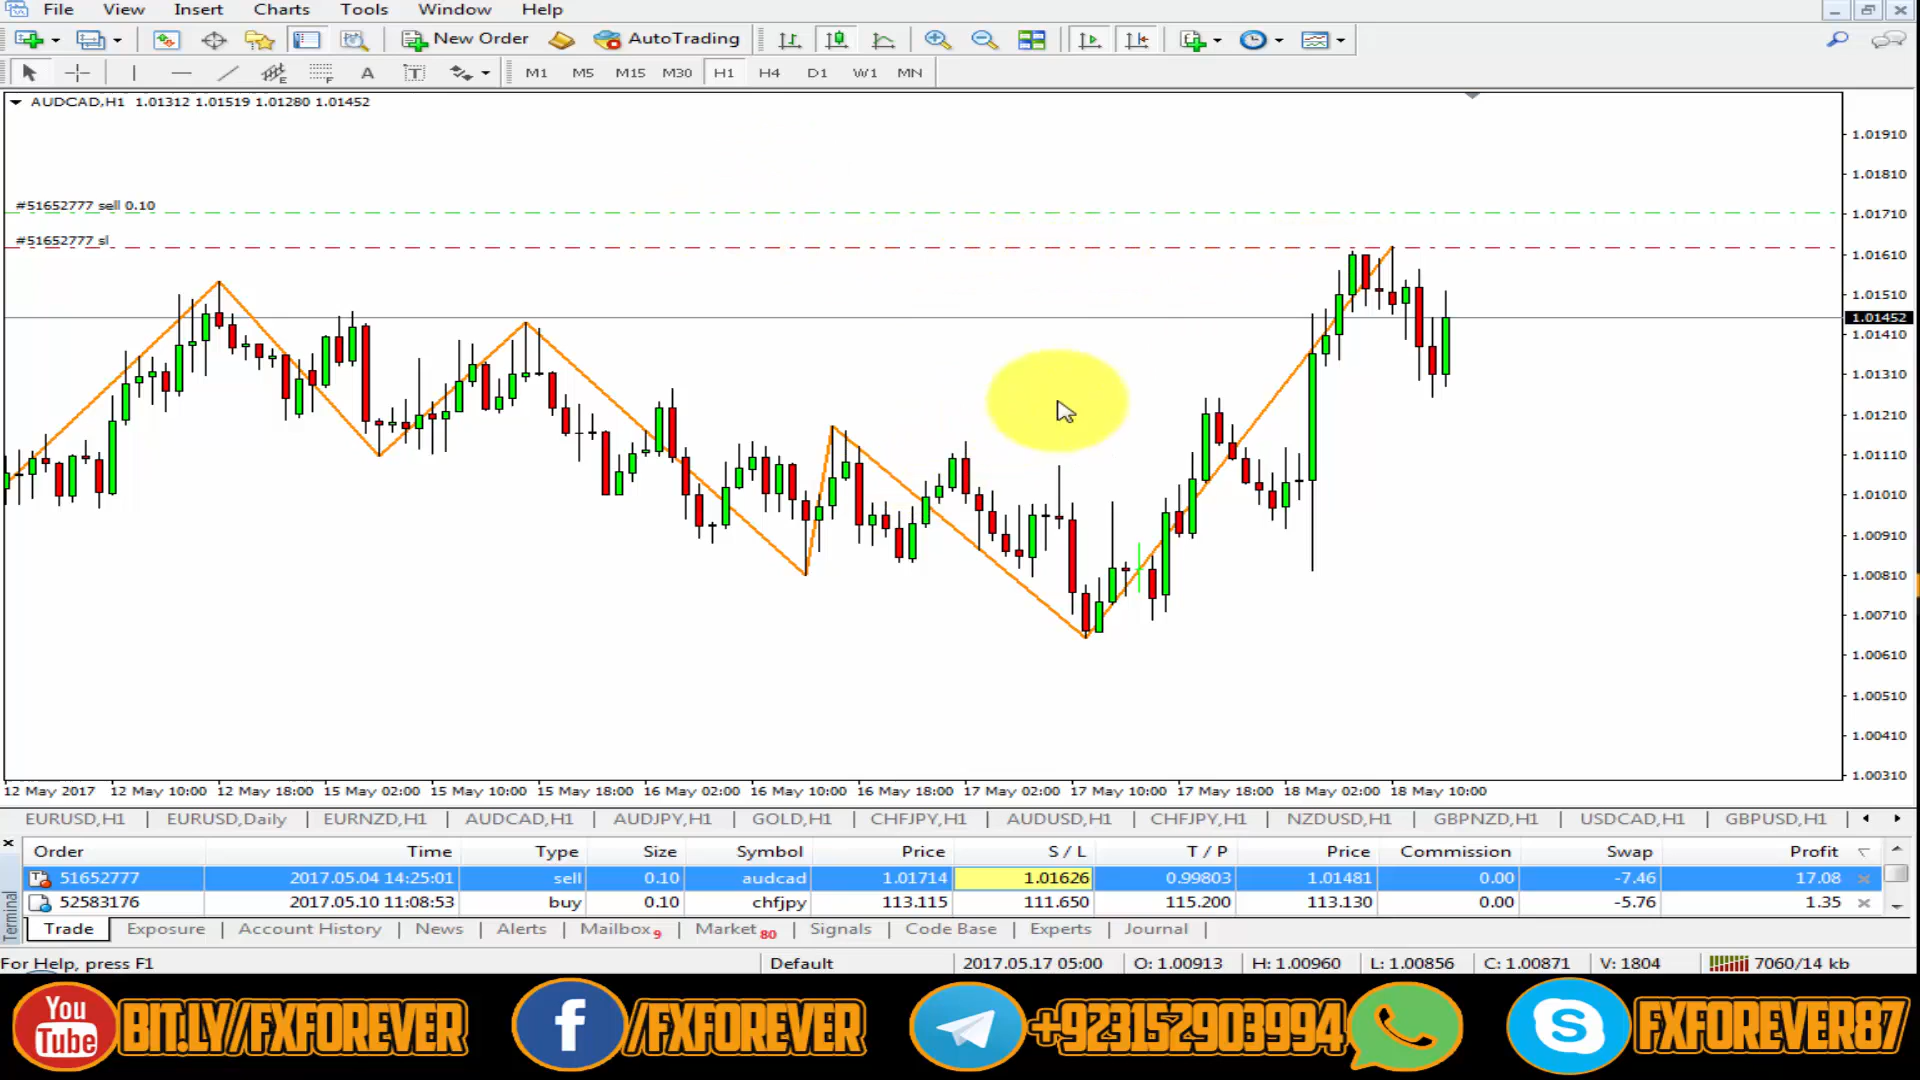 File View Insert Charts Tools Window Help
New Order AutoTrading
E F A T M1 M5 M15 M30 H1 H4 D1 W1 MN
AUDCAD,H1 1.01312 1.01519 1.01280 1.01452
1.01910
1.01810
#51652777 sell 0.10
1.01710
#51652777 sl
1.01610
1.01510
1.01452
1.01410
1.01310
1.01210
1.01110
1.01010
1.00910
1.00810
1.00710
1.00610
1.00510
1.00410
1.00310
12 May 2017 12 May 10:00 12 May 18:00 15 May 02:00 15 May 10:00 15 May 18:00 16 May 02:00 16 May 10:00 16 May 18:00 17 May 02:00 17 May 10:00 17 May 18:00 18 May 02:00 18 May 10:00
EURUSD,H1 EURUSD,Daily EURNZD,H1 AUDCAD,H1 AUDJPY,H1 GOLD,H1 CHFJPY,H1 AUDUSD,H1 CHFJPY,H1 NZDUSD,H1 GBPNZD,H1 USDCAD,H1 GBPUSD,H1
Order Time Type Size Symbol Price S / L T / P Price Commission Swap Profit
51652777 2017.05.04 14:25:01 sell 0.10 audcad 1.01714 1.01626 0.99803 1.01481 0.00 -7.46 17.08
52583176 2017.05.10 11:08:53 buy 0.10 chfjpy 113.115 111.650 115.200 113.130 0.00 -5.76 1.35
Terminal
Trade Exposure Account History News Alerts Mailbox 9 Market 80 Signals Code Base Experts Journal
For Help, press F1 Default 2017.05.17 05:00 O: 1.00913 H: 1.00960 L: 1.00856 C: 1.00871 V: 1804 7060/14 kb
You Tube BIT.LY/FXFOREVER f /FXFOREVER +923152903994 S FXFOREVER87